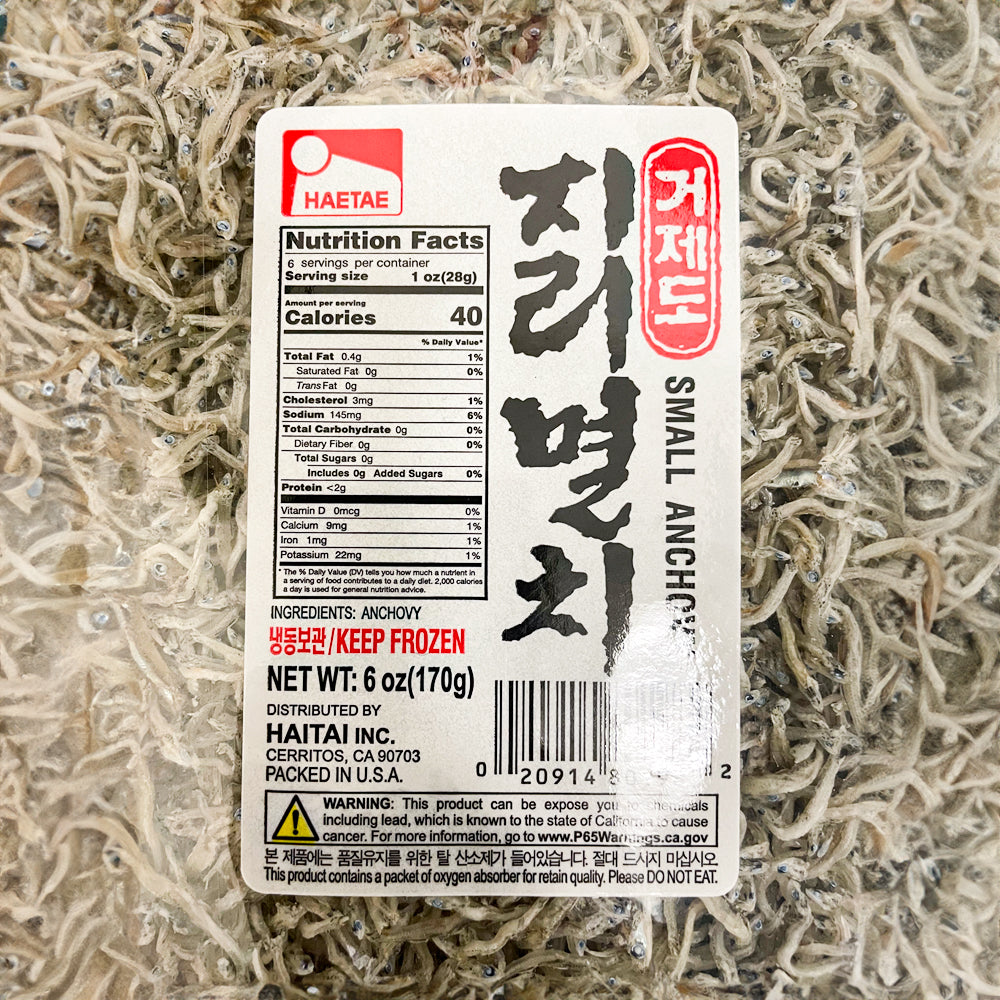 HAETAE
Nutrition Facts
6 servings per container
Serving size 1 oz(28g)
Amount per serving
Calories 40
% Daily Value*
Total Fat 0.4g 1%
Saturated Fat 0g 0%
Trans Fat 0g
Cholesterol 3mg 1%
Sodium 145mg 6%
Total Carbohydrate 0g 0%
Dietary Fiber 0g 0%
Total Sugars 0g
Includes 0g Added Sugars 0%
Protein <2g
Vitamin D 0mcg 0%
Calcium 9mg 1%
Iron 1mg 1%
Potassium 22mg 1%
* The % Daily Value (DV) tells you how much a nutrient in
a serving of food contributes to a daily diet. 2,000 calories
a day is used for general nutrition advice.
INGREDIENTS: ANCHOVY
냉동보관/KEEP FROZEN
NET WT: 6 oz(170g)
DISTRIBUTED BY
HAITAI INC.
CERRITOS, CA 90703
PACKED IN U.S.A.
지리멸치
거제도
SMALL ANCHOVY
0 20914 80 2
WARNING: This product can be expose you to chemicals
including lead, which is known to the state of California to cause
cancer. For more information, go to www.P65Warnings.ca.gov
본 제품에는 품질유지를 위한 탈 산소제가 들어있습니다. 절대 드시지 마십시오
This product contains a packet of oxygen absorber for retain quality. Please DO NOT EAT.